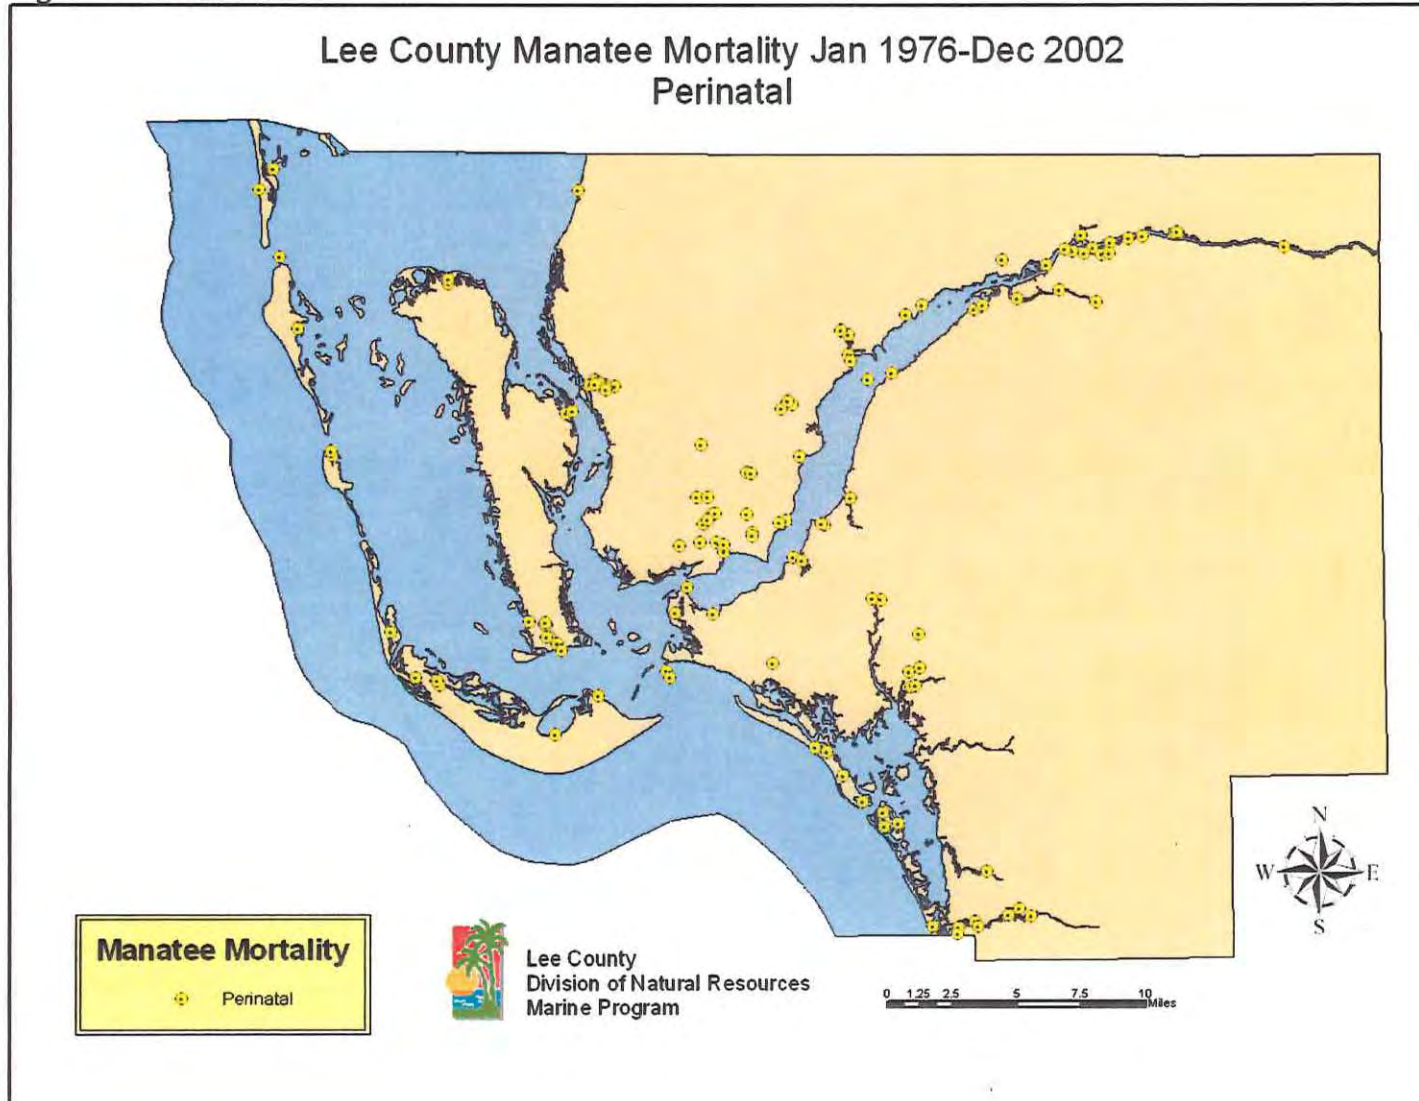 Lee County Manatee Mortality Jan 1976-Dec 2002
Perinatal
N
W E
S
Manatee Mortality
Perinatal
Lee County
Division of Natural Resources
Marine Program
0 1.25 2.5 5 7.5 10
Miles